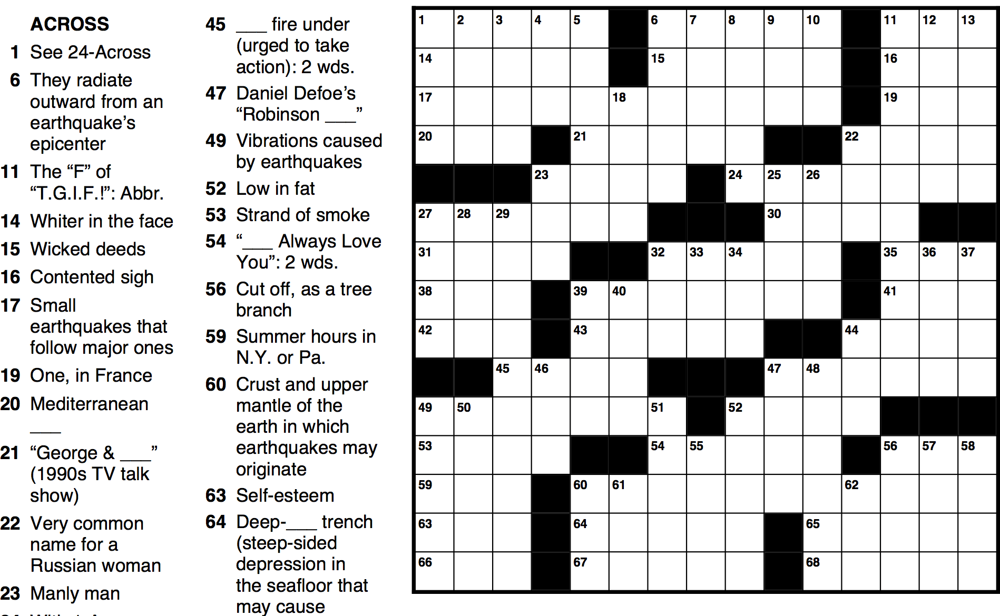 ACROSS
1 See 24-Across
6 They radiate
outward from an
earthquake’s
epicenter
11 The “F” of
“T.G.I.F.!”: Abbr.
14 Whiter in the face
15 Wicked deeds
16 Contented sigh
17 Small
earthquakes that
follow major ones
19 One, in France
20 Mediterranean
___
21 “George & ___”
(1990s TV talk
show)
22 Very common
name for a
Russian woman
23 Manly man
45 ___ fire under
(urged to take
action): 2 wds.
47 Daniel Defoe’s
“Robinson ___”
49 Vibrations caused
by earthquakes
52 Low in fat
53 Strand of smoke
54 “___ Always Love
You”: 2 wds.
56 Cut off, as a tree
branch
59 Summer hours in
N.Y. or Pa.
60 Crust and upper
mantle of the
earth in which
earthquakes may
originate
63 Self-esteem
64 Deep-___ trench
(steep-sided
depression in
the seafloor that
may cause
1 2 3 4 5 6 7 8 9 10 11 12 13
14 15 16
17 18 19
20 21 22
23 24 25 26
27 28 29 30
31 32 33 34 35 36 37
38 39 40 41
42 43 44
45 46 47 48
49 50 51 52
53 54 55 56 57 58
59 60 61 62
63 64 65
66 67 68